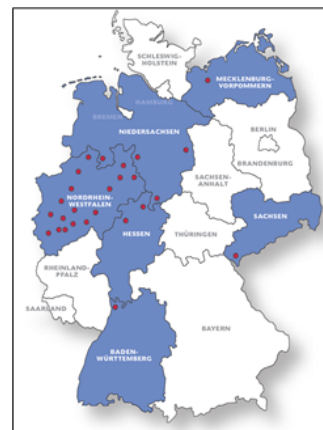 SCHLESWIG-
HOLSTEIN
MECKLENBURG-
VORPOMMERN
HAMBURG
BREMEN
NIEDERSACHSEN
BERLIN
BRANDENBURG
SACHSEN-
ANHALT
NORDRHEIN-
WESTFALEN
SACHSEN
HESSEN
THÜRINGEN
RHEINLAND-
PFALZ
SAARLAND
BAYERN
BADEN-
WÜRTTEMBERG